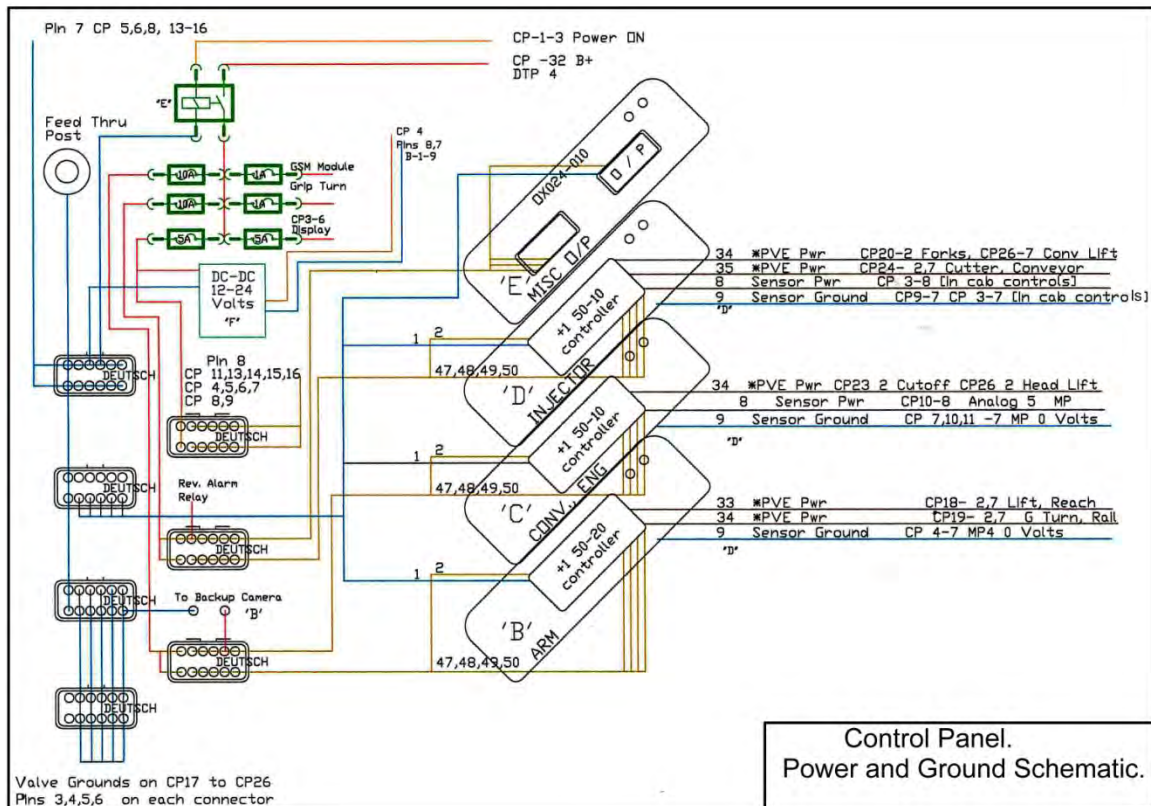 Pin 7 CP 5,6,8, 13-16
CP-1-3 Power ON
CP -32 B+
DTP 4
"E"
Feed Thru
Post
CP 4
Pins 8,7
B-1-9
10A
1A
GSM Module
Grip Turn
10A
1A
CP3-6
Display
5A
5A
DC-DC
12-24
Volts
"F"
DX024-010
O / P
'E'
MISC O/P
34 *PVE Pwr CP20-2 Forks, CP26-7 Conv Lift
35 *PVE Pwr CP24- 2,7 Cutter, Conveyor
8 Sensor Pwr CP 3-8 [In cab controls]
9 Sensor Ground CP9-7 CP 3-7 [In cab controls]
"D"
+1 50-10
controller
2
1
47,48,49,50
'D'
INJECTOR
DEUTSCH
Pin 8
CP 11,13,14,15,16
CP 4,5,6,7
CP 8,9
DEUTSCH
34 *PVE Pwr CP23 2 Cutoff CP26 2 Head Lift
8 Sensor Pwr CP10-8 Analog 5 MP
9 Sensor Ground CP 7,10,11 -7 MP 0 Volts
"D"
+1 50-10
controller
2
1
47,48,49,50
'C'
CONV., ENG
DEUTSCH
Rev. Alarm
Relay
DEUTSCH
33 *PVE Pwr CP18- 2,7 Lift, Reach
34 *PVE Pwr CP19- 2,7 G Turn, Rail
9 Sensor Ground CP 4-7 MP4 0 Volts
"D"
+1 50-20
controller
2
1
47,48,49,50
'B'
ARM
DEUTSCH
To Backup Camera
'B'
DEUTSCH
DEUTSCH
Valve Grounds on CP17 to CP26
Pins 3,4,5,6 on each connector
Control Panel.
Power and Ground Schematic.